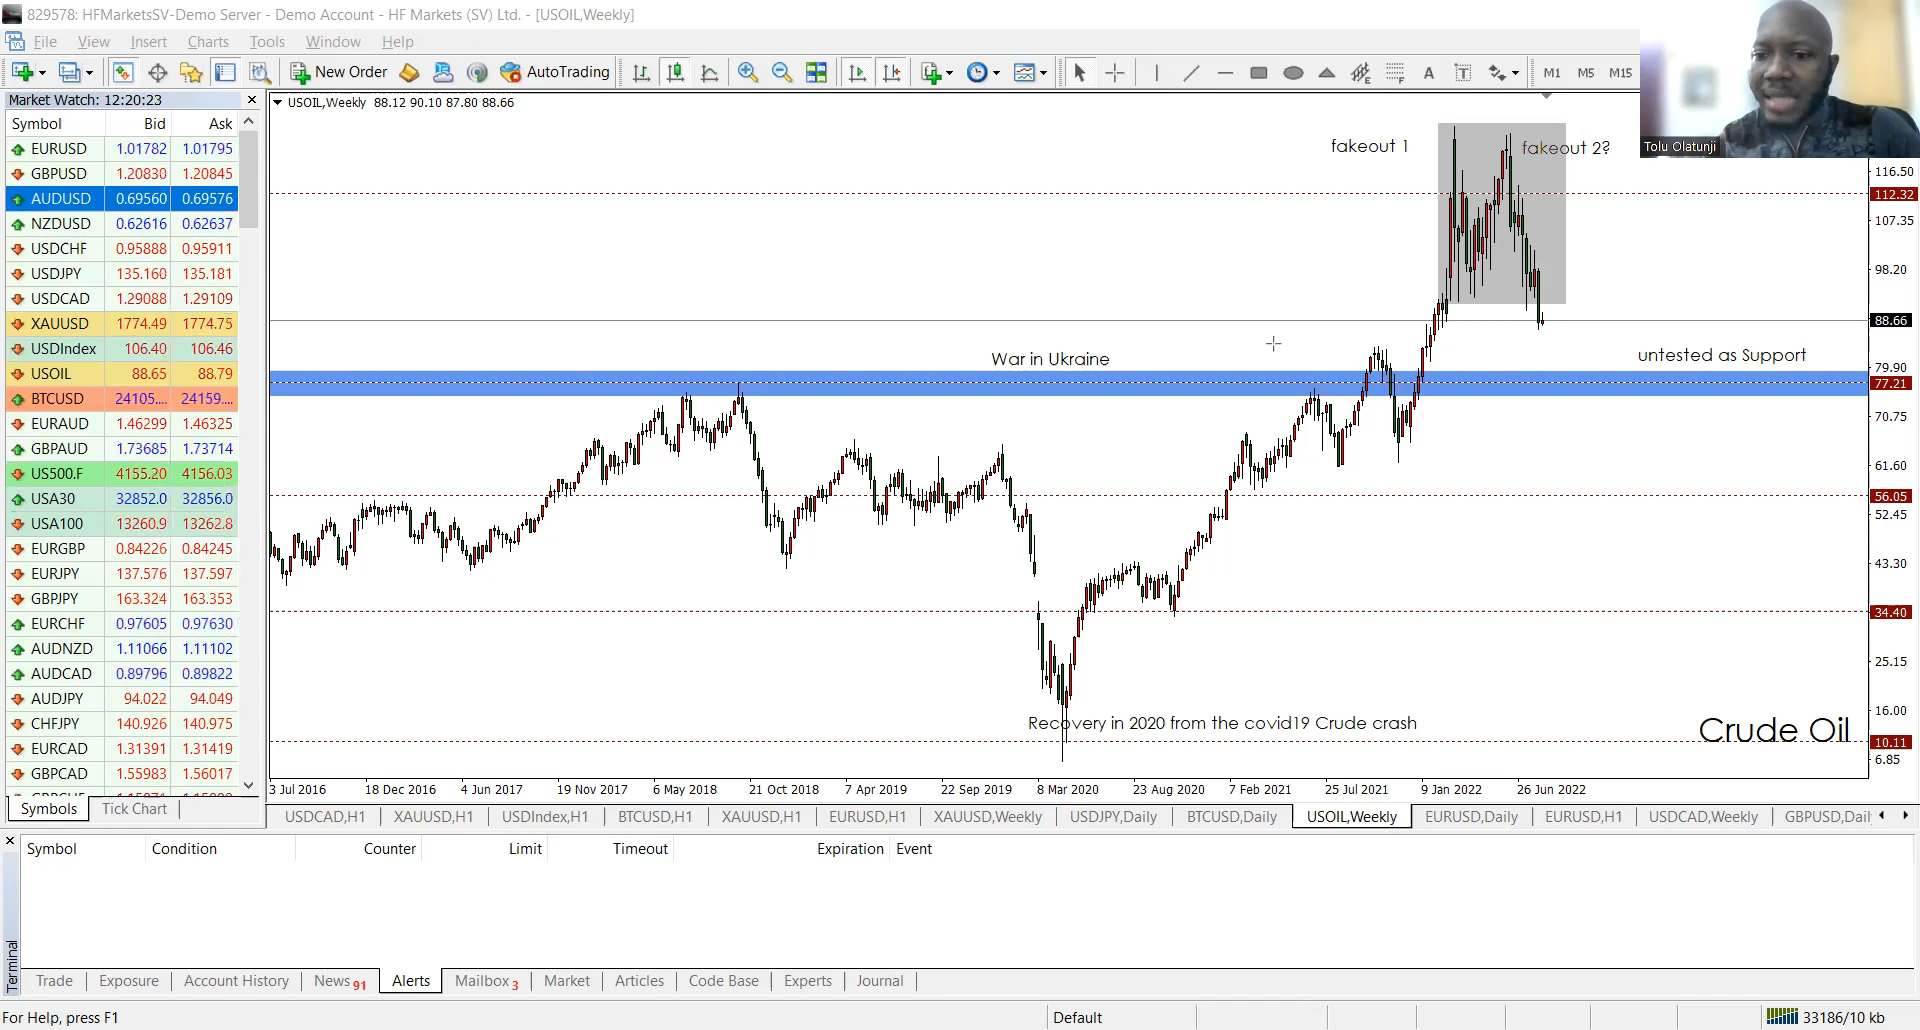 829578: HFMarketsSV-Demo Server - Demo Account - HF Markets (SV) Ltd. - [USOIL,Weekly]
File View Insert Charts Tools Window Help
New Order AutoTrading M1 M5 M15
Market Watch: 12:20:23
Symbol Bid Ask
EURUSD 1.01782 1.01795
GBPUSD 1.20830 1.20845
AUDUSD 0.69560 0.69576
NZDUSD 0.62616 0.62637
USDCHF 0.95888 0.95911
USDJPY 135.160 135.181
USDCAD 1.29088 1.29109
XAUUSD 1774.49 1774.75
USDIndex 106.40 106.46
USOIL 88.65 88.79
BTCUSD 24105.... 24159....
EURAUD 1.46299 1.46325
GBPAUD 1.73685 1.73714
US500.F 4155.20 4156.03
USA30 32852.0 32856.0
USA100 13260.9 13262.8
EURGBP 0.84226 0.84245
EURJPY 137.576 137.597
GBPJPY 163.324 163.353
EURCHF 0.97605 0.97630
AUDNZD 1.11066 1.11102
AUDCAD 0.89796 0.89822
AUDJPY 94.022 94.049
CHFJPY 140.926 140.975
EURCAD 1.31391 1.31419
GBPCAD 1.55983 1.56017
Symbols Tick Chart
USOIL,Weekly 88.12 90.10 87.80 88.66
fakeout 1
fakeout 2?
Tolu Olatunji
War in Ukraine
untested as Support
Recovery in 2020 from the covid19 Crude crash
Crude Oil
116.50
112.32
107.35
98.20
88.66
79.90
77.21
70.75
61.60
56.05
52.45
43.30
34.40
25.15
16.00
10.11
6.85
3 Jul 2016 18 Dec 2016 4 Jun 2017 19 Nov 2017 6 May 2018 21 Oct 2018 7 Apr 2019 22 Sep 2019 8 Mar 2020 23 Aug 2020 7 Feb 2021 25 Jul 2021 9 Jan 2022 26 Jun 2022
USDCAD,H1 XAUUSD,H1 USDIndex,H1 BTCUSD,H1 XAUUSD,H1 EURUSD,H1 XAUUSD,Weekly USDJPY,Daily BTCUSD,Daily USOIL,Weekly EURUSD,Daily EURUSD,H1 USDCAD,Weekly GBPUSD,Dail
Symbol Condition Counter Limit Timeout Expiration Event
Terminal
Trade Exposure Account History News 91 Alerts Mailbox 3 Market Articles Code Base Experts Journal
For Help, press F1 Default 33186/10 kb